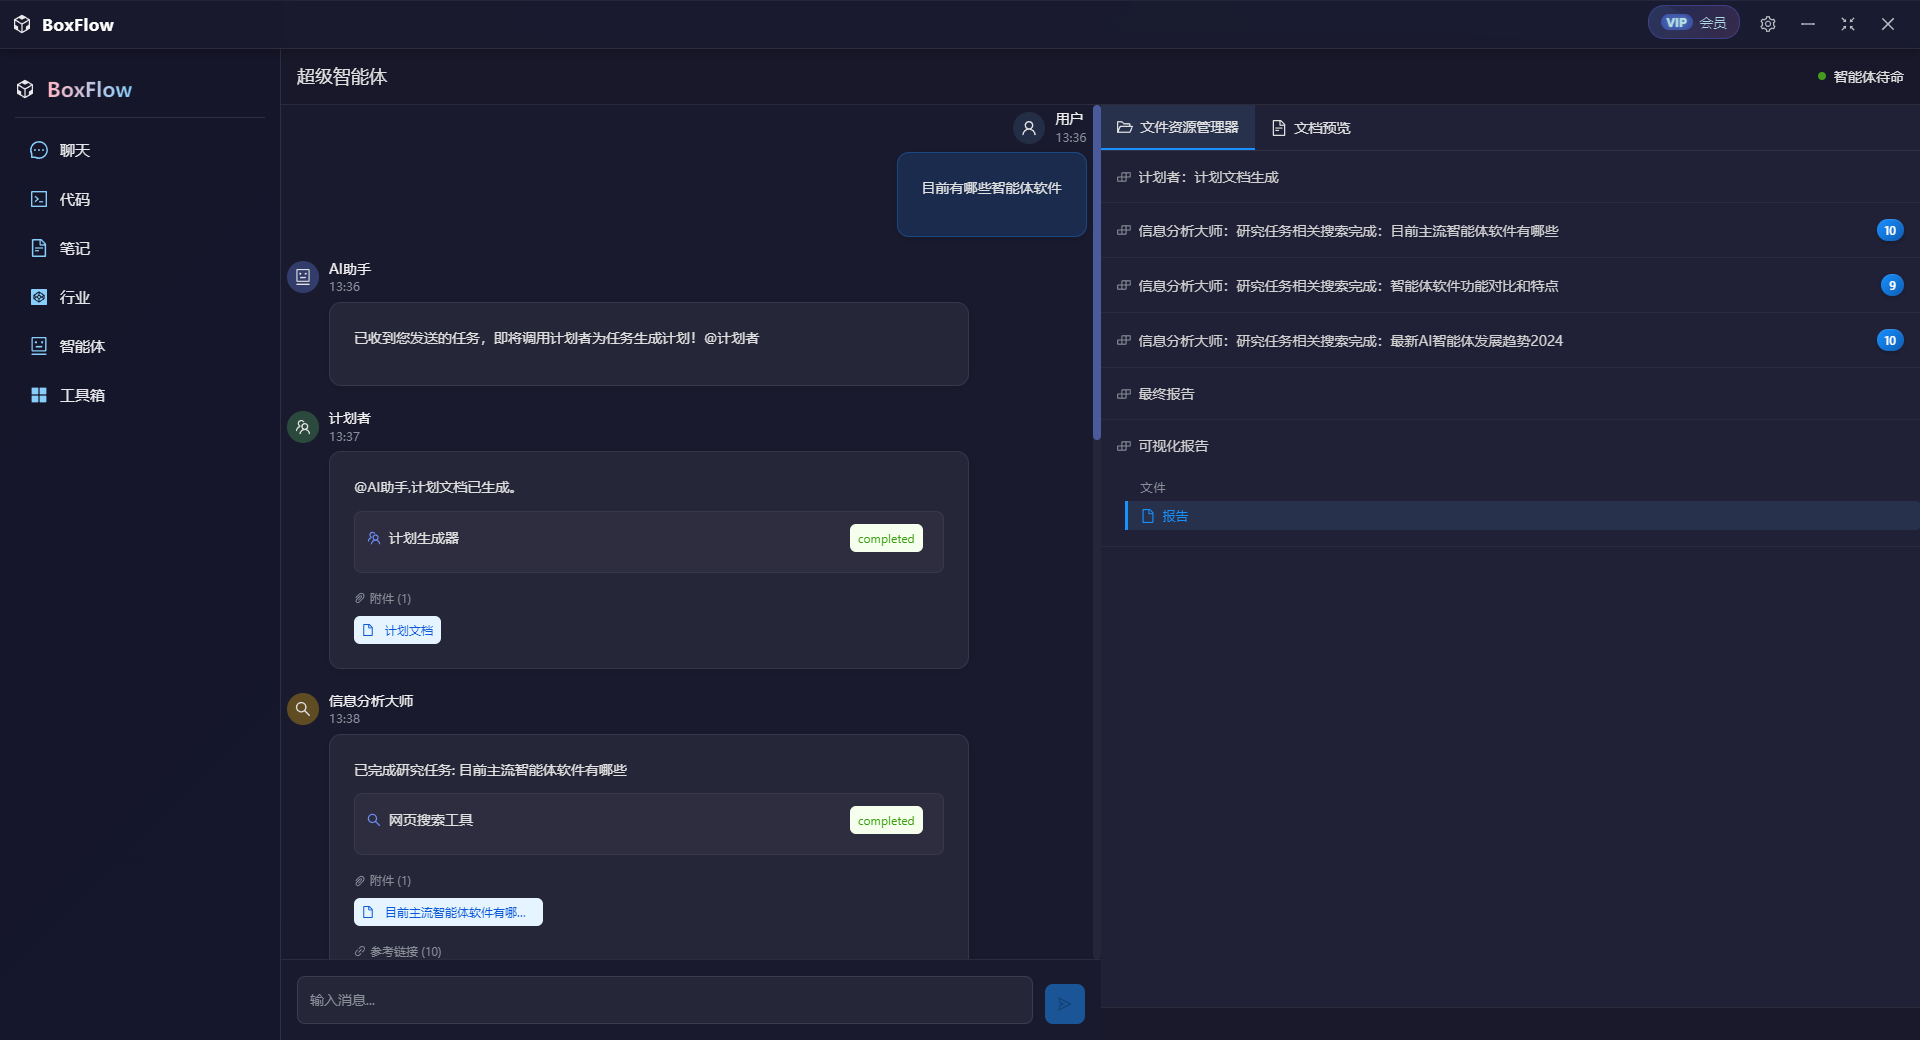 BoxFlow
VIP 会员
BoxFlow
聊天
代码
笔记
行业
智能体
工具箱
超级智能体
智能体待命
用户
13:36
目前有哪些智能体软件
AI助手
13:36
已收到您发送的任务，即将调用计划者为任务生成计划！@计划者
计划者
13:37
@AI助手,计划文档已生成。
计划生成器
completed
附件 (1)
计划文档
信息分析大师
13:38
已完成研究任务: 目前主流智能体软件有哪些
网页搜索工具
completed
附件 (1)
目前主流智能体软件有哪...
参考链接 (10)
输入消息...
文件资源管理器
文档预览
计划者：计划文档生成
信息分析大师：研究任务相关搜索完成：目前主流智能体软件有哪些
10
信息分析大师：研究任务相关搜索完成：智能体软件功能对比和特点
9
信息分析大师：研究任务相关搜索完成：最新AI智能体发展趋势2024
10
最终报告
可视化报告
文件
报告